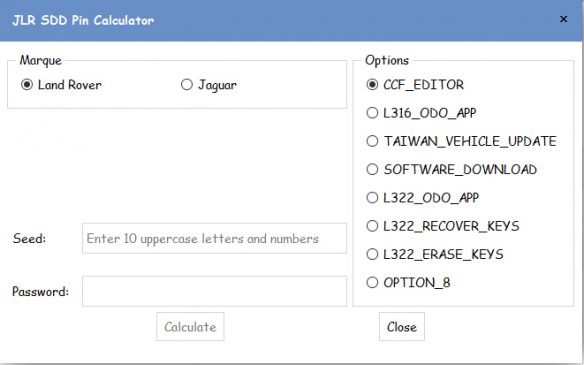 JLR SDD Pin Calculator
×
Marque
Land Rover
Jaguar
Options
CCF_EDITOR
L316_ODO_APP
TAIWAN_VEHICLE_UPDATE
SOFTWARE_DOWNLOAD
L322_ODO_APP
L322_RECOVER_KEYS
L322_ERASE_KEYS
OPTION_8
Seed:
Enter 10 uppercase letters and numbers
Password:
Calculate
Close